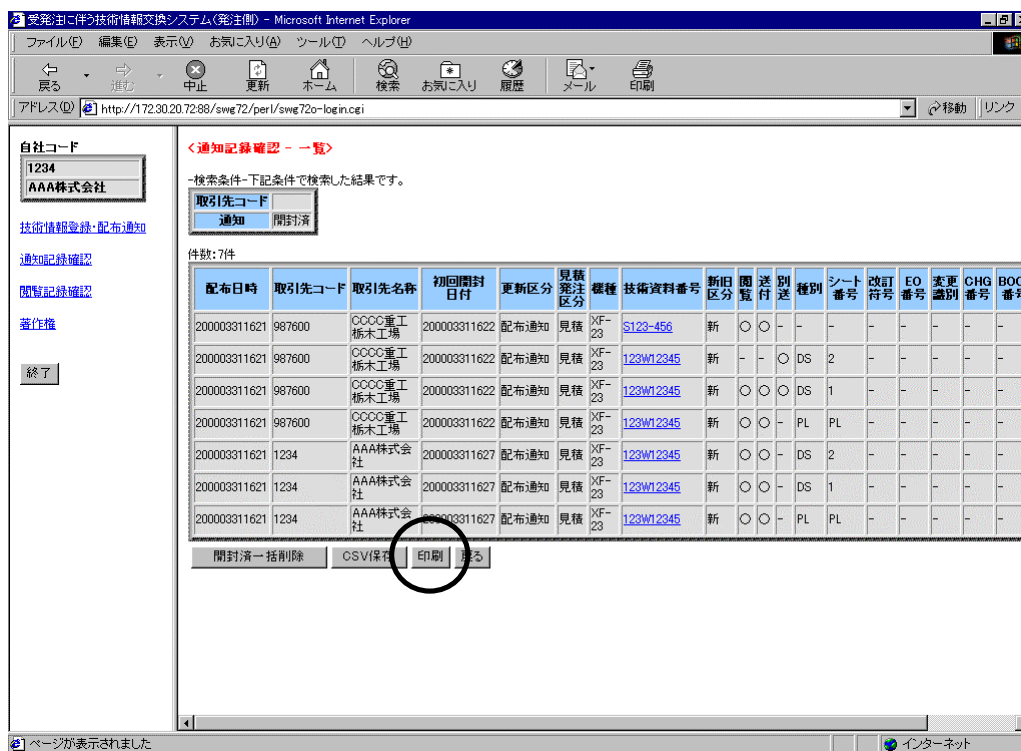 受発注に伴う技術情報交換システム(発注側) - Microsoft Internet Explorer
ファイル(F) 編集(E) 表示(V) お気に入り(A) ツール(T) ヘルプ(H)
戻る 進む 中止 更新 ホーム 検索 お気に入り 履歴 メール 印刷
アドレス(D) http://172.30.20.72:88/swg72/perl/swg72o-login.cgi 移動 リンク
自社コード
1234
AAA株式会社
技術情報登録・配布通知
通知記録確認
閲覧記録確認
著作権
終了
<通知記録確認 - 一覧>
-検索条件-下記条件で検索した結果です。
取引先コード
通知 開封済
件数:7件
配布日時 取引先コード 取引先名称 初回開封日付 更新区分 見積発注区分 機種 技術資料番号 新旧区分 閲覧 送付 別送 種別 シート番号 改訂符号 EO番号 変更識別 CHG番号
200003311621 987600 CCCC重工栃木工場 200003311622 配布通知 見積 XF-23 S123-456 新 ○ ○ - - - - - - - -
200003311621 987600 CCCC重工栃木工場 200003311622 配布通知 見積 XF-23 123W12345 新 - - ○ DS 2 - - - - -
200003311621 987600 CCCC重工栃木工場 200003311622 配布通知 見積 XF-23 123W12345 新 ○ ○ ○ DS 1 - - - - -
200003311621 987600 CCCC重工栃木工場 200003311622 配布通知 見積 XF-23 123W12345 新 ○ ○ - PL PL - - - - -
200003311621 1234 AAA株式会社 200003311627 配布通知 見積 XF-23 123W12345 新 ○ ○ - DS 2 - - - - -
200003311621 1234 AAA株式会社 200003311627 配布通知 見積 XF-23 123W12345 新 ○ ○ - DS 1 - - - - -
200003311621 1234 AAA株式会社 200003311627 配布通知 見積 XF-23 123W12345 新 ○ ○ - PL PL - - - - -
開封済一括削除 CSV保存 印刷 戻る
ページが表示されました インターネット